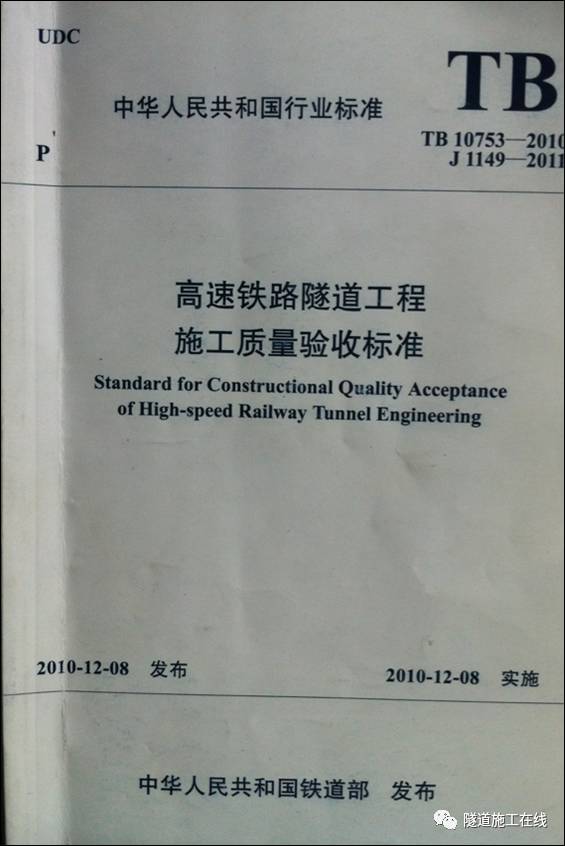 UDC
TB
中华人民共和国行业标准
P
TB 10753—2010
J 1149—2011
高速铁路隧道工程
施工质量验收标准
Standard for Constructional Quality Acceptance
of High-speed Railway Tunnel Engineering
2010-12-08 发布
2010-12-08 实施
中华人民共和国铁道部 发布
隧道施工在线